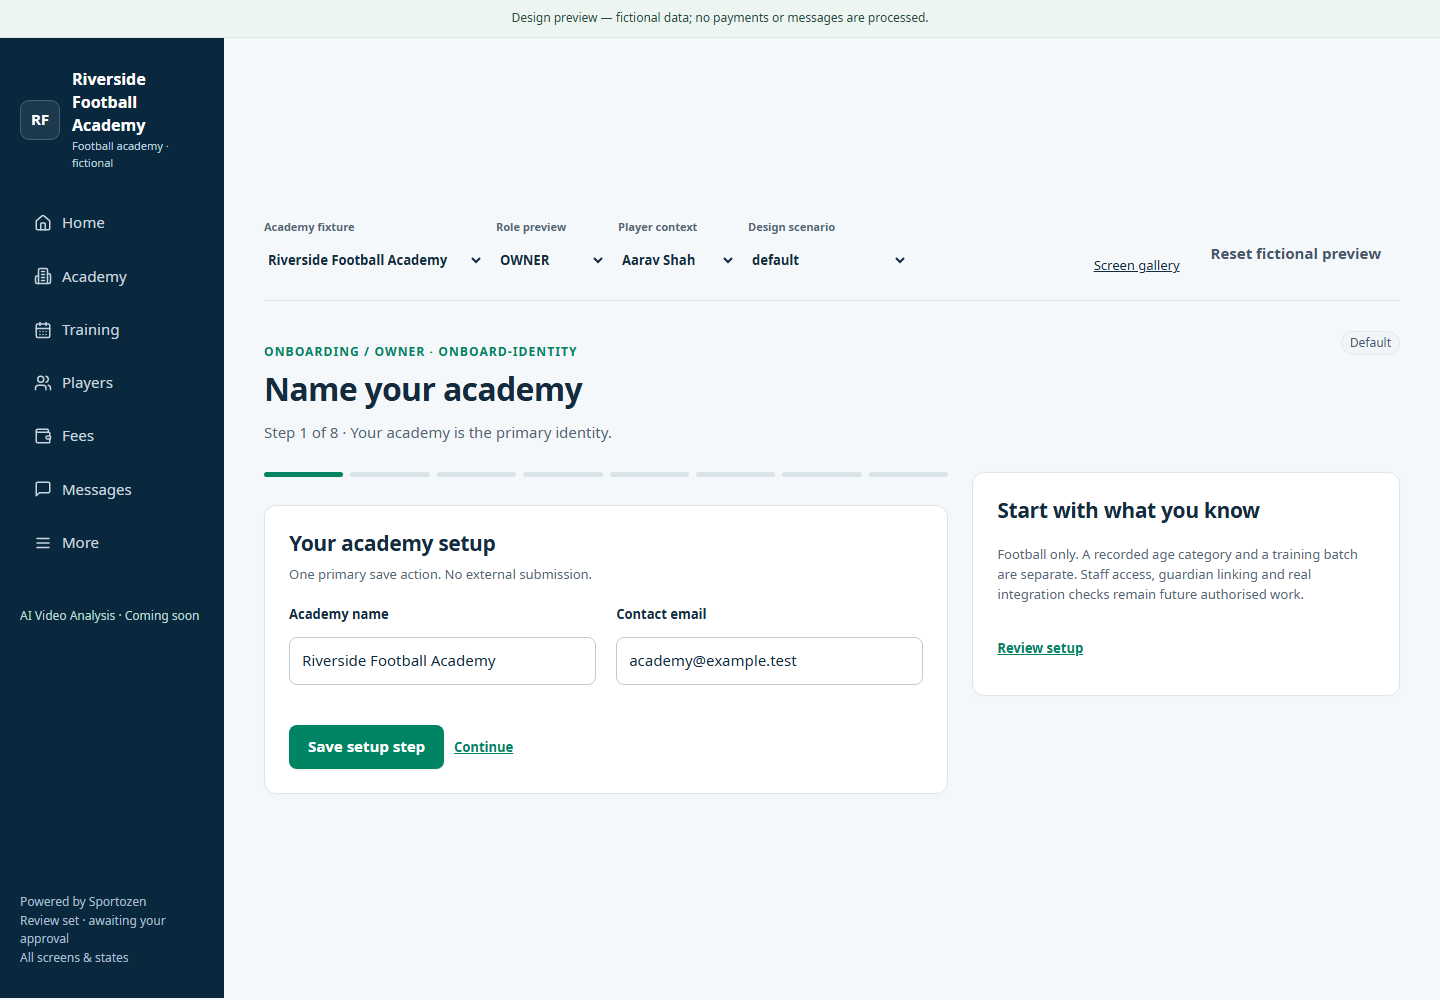 Design preview — fictional data; no payments or messages are processed.
RF
Riverside
Football
Academy
Football academy ·
fictional
Home
Academy
Training
Players
Fees
Messages
More
AI Video Analysis · Coming soon
Powered by Sportozen
Review set · awaiting your
approval
All screens & states
Academy fixture
Role preview
Player context
Design scenario
Riverside Football Academy
OWNER
Aarav Shah
default
Screen gallery
Reset fictional preview
ONBOARDING / OWNER · ONBOARD-IDENTITY
Default
Name your academy
Step 1 of 8 · Your academy is the primary identity.
Your academy setup
One primary save action. No external submission.
Academy name
Contact email
Riverside Football Academy
academy@example.test
Save setup step
Continue
Start with what you know
Football only. A recorded age category and a training batch
are separate. Staff access, guardian linking and real
integration checks remain future authorised work.
Review setup